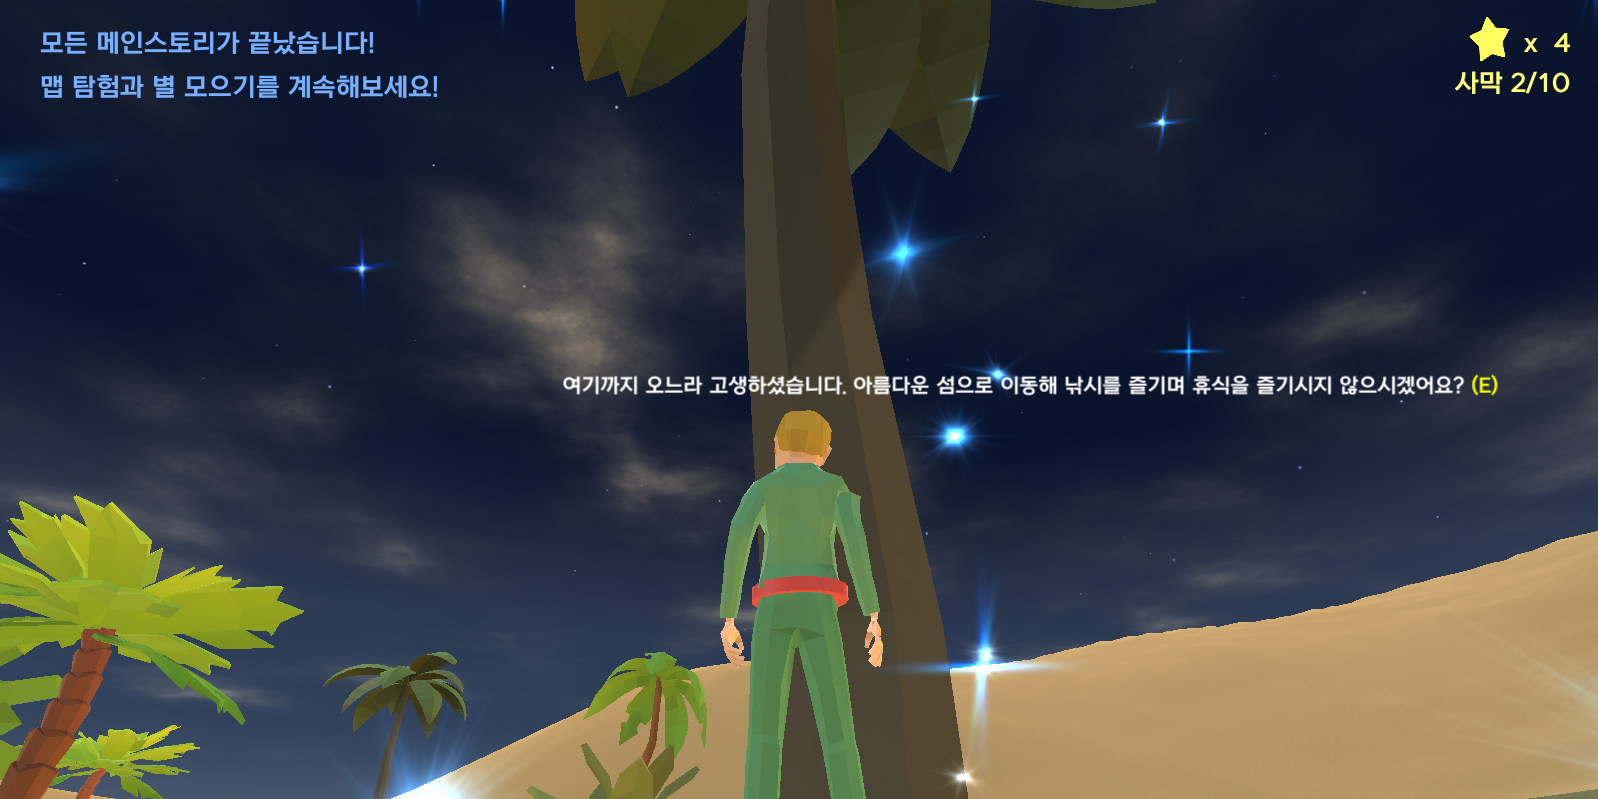 모든 메인스토리가 끝났습니다!
맵 탐험과 별 모으기를 계속해보세요!
x 4
사막 2/10
여기까지 오느라 고생하셨습니다. 아름다운 섬으로 이동해 낚시를 즐기며 휴식을 즐기시지 않으시겠어요? (E)